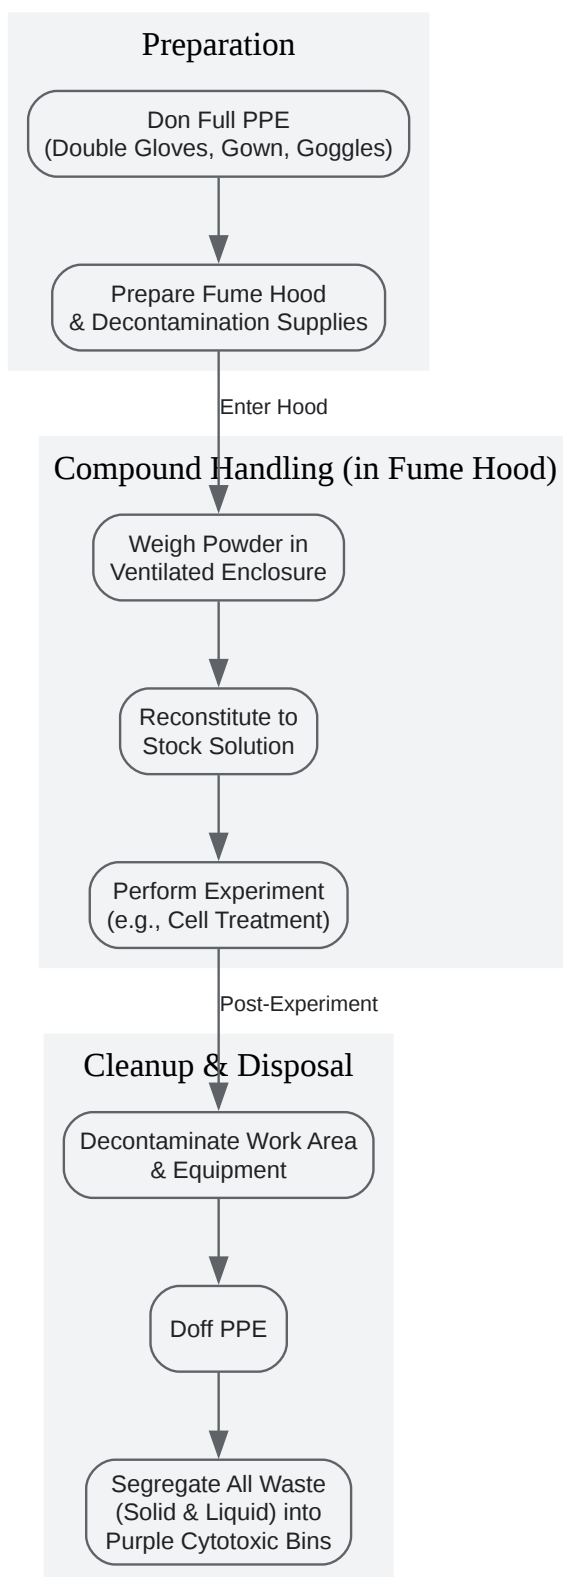 Preparation
Don Full PPE
(Double Gloves, Gown, Goggles)
Prepare Fume Hood
& Decontamination Supplies
Enter Hood
Compound Handling (in Fume Hood)
Weigh Powder in
Ventilated Enclosure
Reconstitute to
Stock Solution
Perform Experiment
(e.g., Cell Treatment)
Post-Experiment
Cleanup & Disposal
Decontaminate Work Area
& Equipment
Doff PPE
Segregate All Waste
(Solid & Liquid) into
Purple Cytotoxic Bins